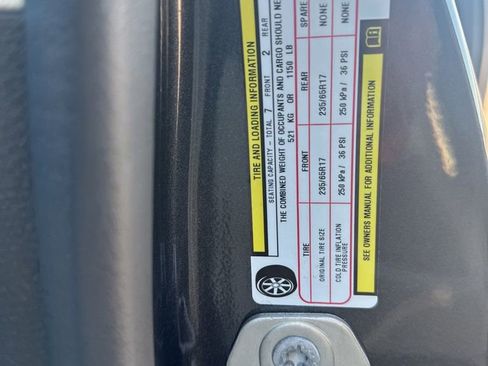 TIRE AND LOADING INFORMATION
SEATING CAPACITY - TOTAL 7 FRONT 2 REAR
THE COMBINED WEIGHT OF OCCUPANTS AND CARGO SHOULD NE
521 KG OR 1150 LB
TIRE FRONT REAR SPARE
ORIGINAL TIRE SIZE 235/65R17 235/65R17 NONE
COLD TIRE INFLATION PRESSURE 250 kPa / 36 PSI 250 kPa / 36 PSI NONE
SEE OWNERS MANUAL FOR ADDITIONAL INFORMATION